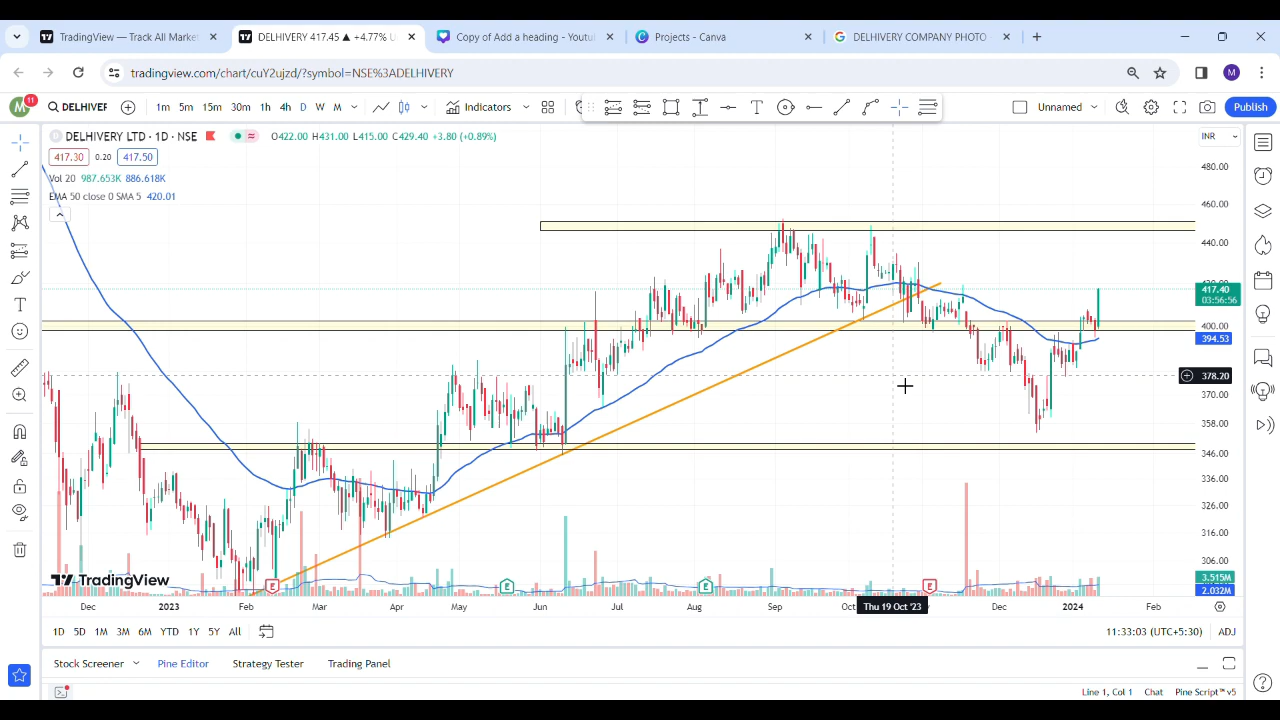 TradingView — Track All Market
DELHIVERY 417.45 ▲ +4.77% U
Copy of Add a heading - Youtu
Projects - Canva
DELHIVERY COMPANY PHOTO
tradingview.com/chart/cuY2ujzd/?symbol=NSE%3ADELHIVERY
M
M 11 DELHIVER 1m 5m 15m 30m 1h 4h D W M Indicators Unnamed Publish
DELHIVERY LTD · 1D · NSE O422.00 H431.00 L415.00 C429.40 +3.80 (+0.89%)
INR
417.30 0.20 417.50
Vol 20 987.653K 886.618K
EMA 50 close 0 SMA 5 420.01
480.00
460.00
440.00
417.40
03:56:56
400.00
394.53
378.20
370.00
358.00
346.00
336.00
326.00
316.00
306.00
3.515M
2.032M
TradingView
E E E E
Dec 2023 Feb Mar Apr May Jun Jul Aug Sep Oct Thu 19 Oct '23 Dec 2024 Feb
1D 5D 1M 3M 6M YTD 1Y 5Y All 11:33:03 (UTC+5:30) ADJ
Stock Screener Pine Editor Strategy Tester Trading Panel
Line 1, Col 1 Chat Pine Script™ v5